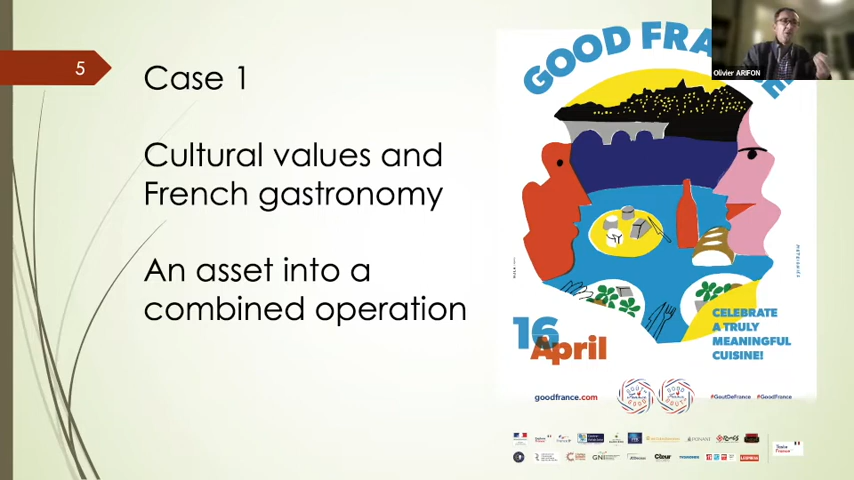 5
Case 1
Cultural values and
French gastronomy
An asset into a
combined operation
GOOD FRA
Olivier ARIFON
16
April
CELEBRATE
A TRULY
MEANINGFUL
CUISINE!
goodfrance.com
#GoutDeFrance #GoodFrance